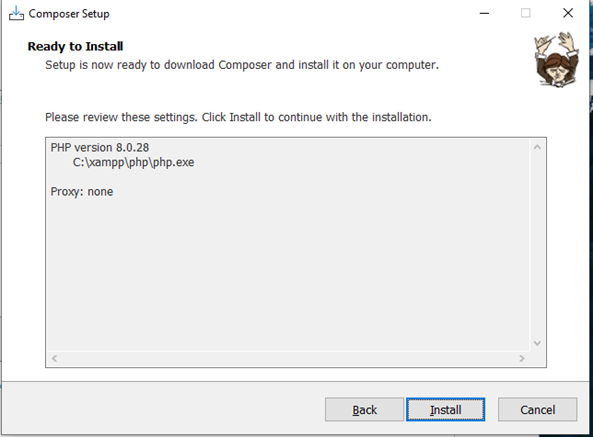 Composer Setup
Ready to Install
Setup is now ready to download Composer and install it on your computer.
Please review these settings. Click Install to continue with the installation.
PHP version 8.0.28
C:\xampp\php\php.exe
Proxy: none
Back
Install
Cancel